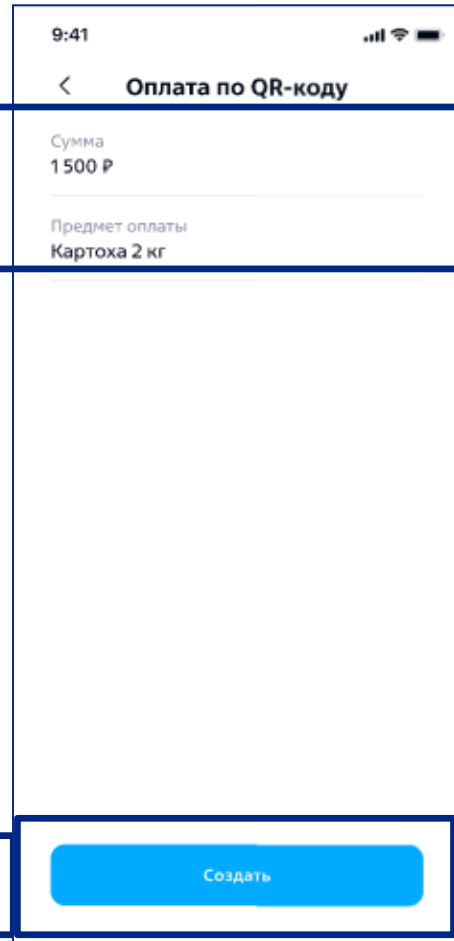 9:41
Оплата по QR-коду
Сумма
1 500 ₽
Предмет оплаты
Картоха 2 кг
Создать